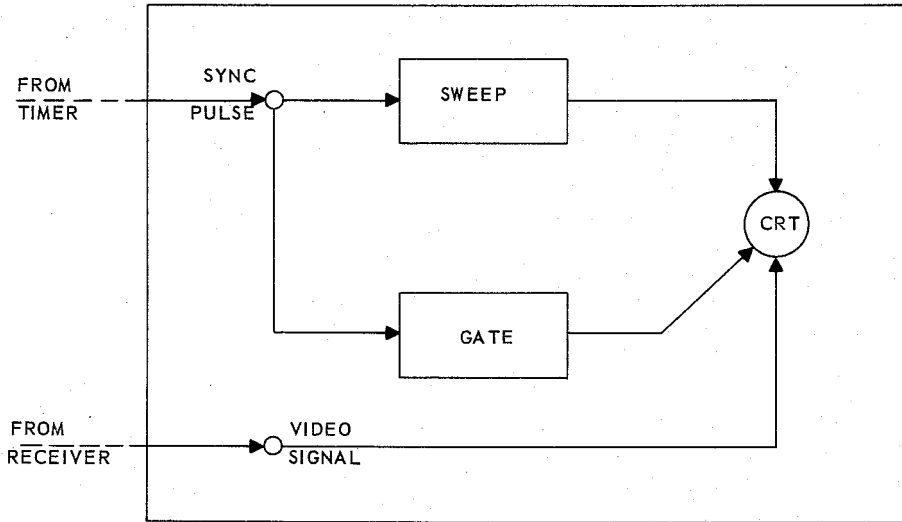 FROM
TIMER
SYNC
PULSE
SWEEP
CRT
GATE
FROM
RECEIVER
VIDEO
SIGNAL